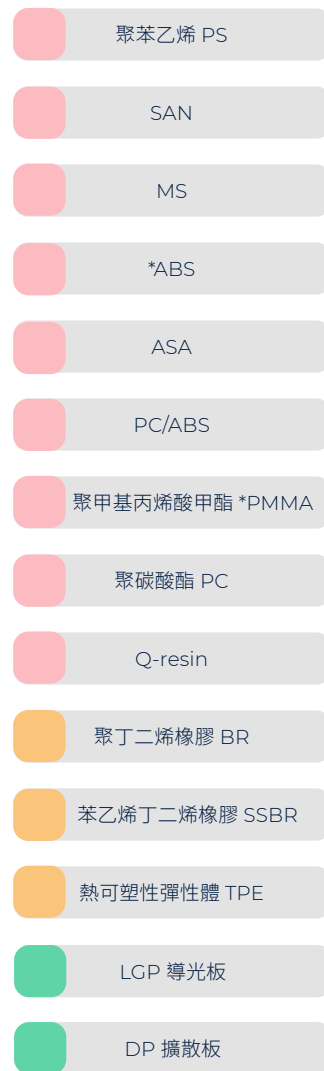 聚苯乙烯 PS
SAN
MS
*ABS
ASA
PC/ABS
聚甲基丙烯酸甲酯 *PMMA
聚碳酸酯 PC
Q-resin
聚丁二烯橡膠 BR
苯乙烯丁二烯橡膠 SSBR
熱可塑性彈性體 TPE
LGP 導光板
DP 擴散板